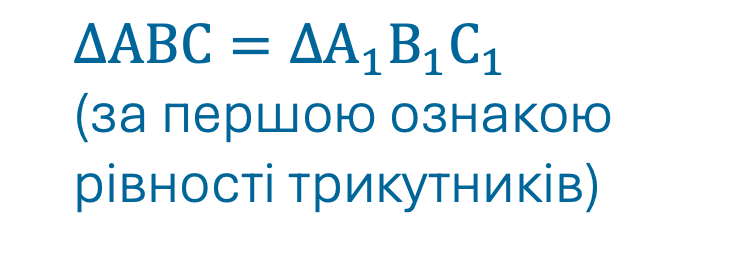 ΔABC = ΔA₁B₁C₁
(за першою ознакою
рівності трикутників)